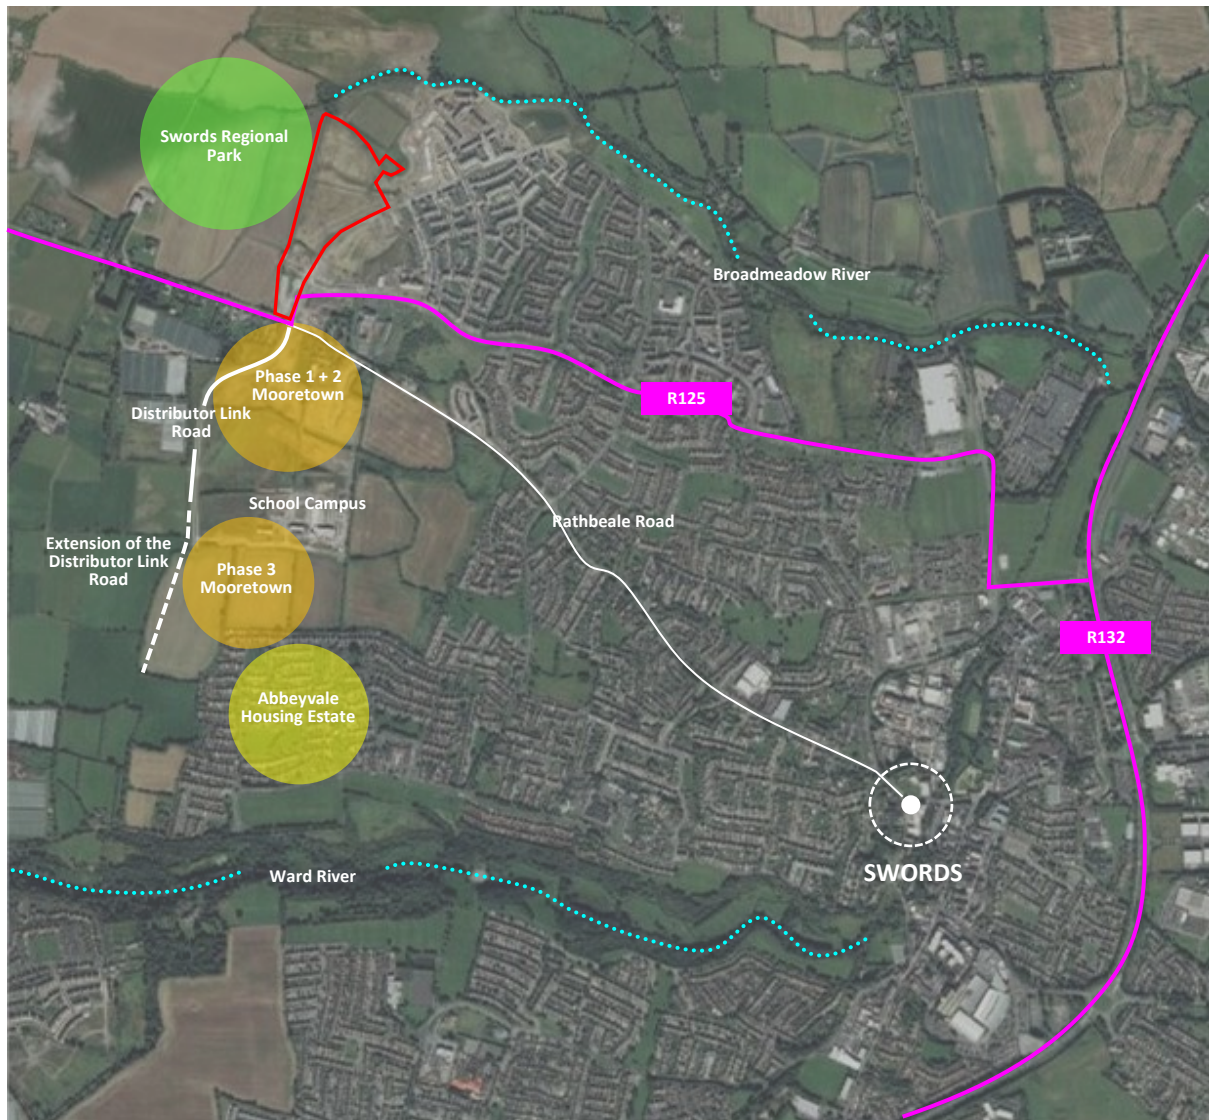 Swords Regional
Park
Broadmeadow River
Phase 1 + 2
Mooretown
R125
Distributor Link
Road
School Campus
Rathbeale Road
Extension of the
Distributor Link
Road
Phase 3
Mooretown
R132
Abbeyvale
Housing Estate
SWORDS
Ward River